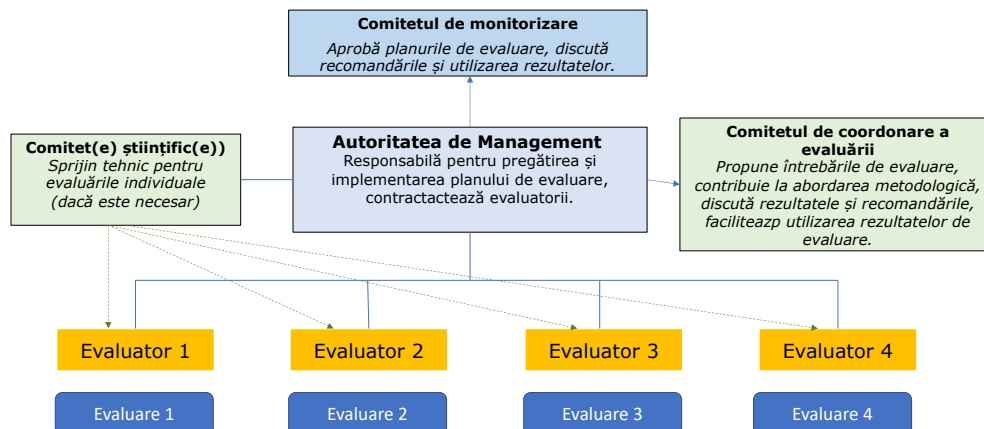 Comitetul de monitorizare
Aprobă planurile de evaluare, discută
recomandările și utilizarea rezultatelor.
Comitet(e) științific(e))
Sprijin tehnic pentru
evaluările individuale
(dacă este necesar)
Autoritatea de Management
Responsabilă pentru pregătirea și
implementarea planului de evaluare,
contractactează evaluatorii.
Comitetul de coordonare a
evaluării
Propune întrebările de evaluare,
contribuie la abordarea metodologică,
discută rezultatele și recomandările,
faciliteazp utilizarea rezultatelor de
evaluare.
Evaluator 1
Evaluator 2
Evaluator 3
Evaluator 4
Evaluare 1
Evaluare 2
Evaluare 3
Evaluare 4